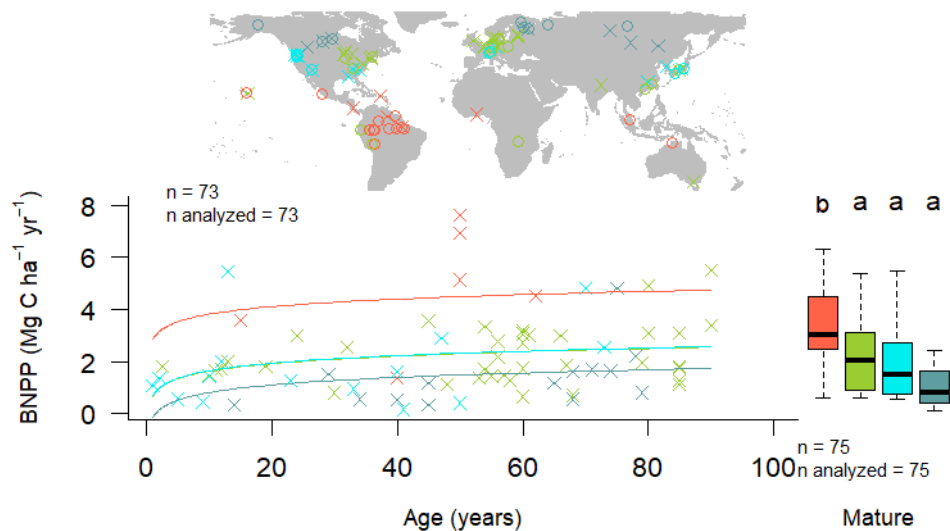 n = 73
n analyzed = 73
BNPP (Mg C ha⁻¹ yr⁻¹)
8
6
4
2
0
b a a a
0 20 40 60 80 100
n = 75
n analyzed = 75
Age (years)
Mature